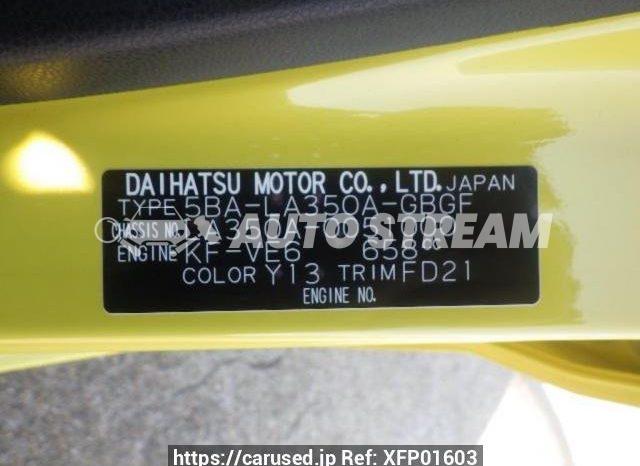 DAIHATSU MOTOR CO.,LTD. JAPAN
TYPE 5BA-LA350A-GBGF
CHASSIS NO.
AUTO STREAM
ENGINE KF-VE6 658 cc
COLOR Y13 TRIM FD21
ENGINE NO.
https://carused.jp Ref: XFP01603